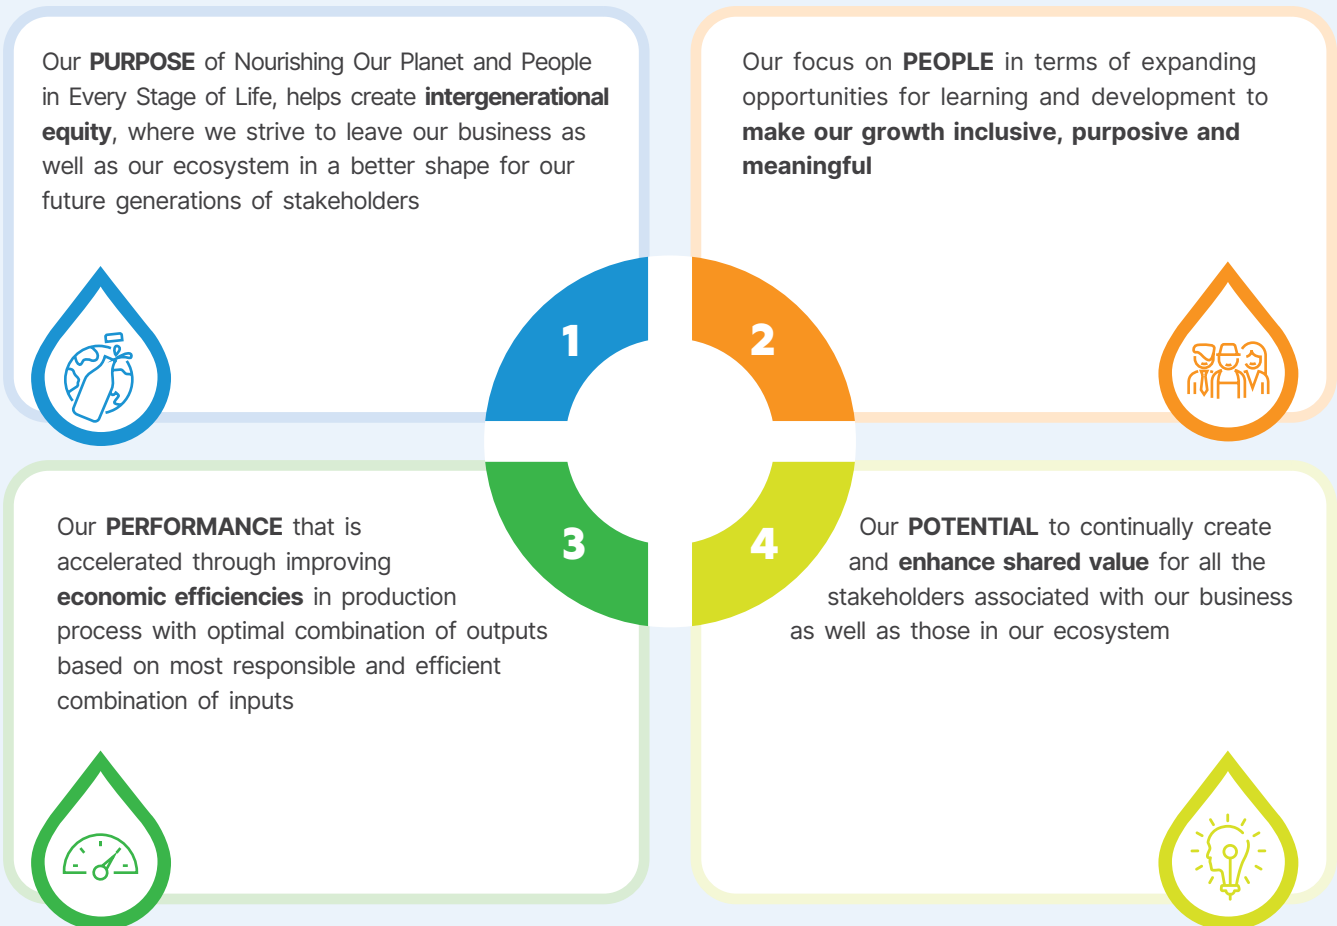 Our PURPOSE of Nourishing Our Planet and People
in Every Stage of Life, helps create intergenerational
equity, where we strive to leave our business as
well as our ecosystem in a better shape for our
future generations of stakeholders
Our focus on PEOPLE in terms of expanding
opportunities for learning and development to
make our growth inclusive, purposive and
meaningful
1
2
3
4
Our PERFORMANCE that is
accelerated through improving
economic efficiencies in production
process with optimal combination of outputs
based on most responsible and efficient
combination of inputs
Our POTENTIAL to continually create
and enhance shared value for all the
stakeholders associated with our business
as well as those in our ecosystem